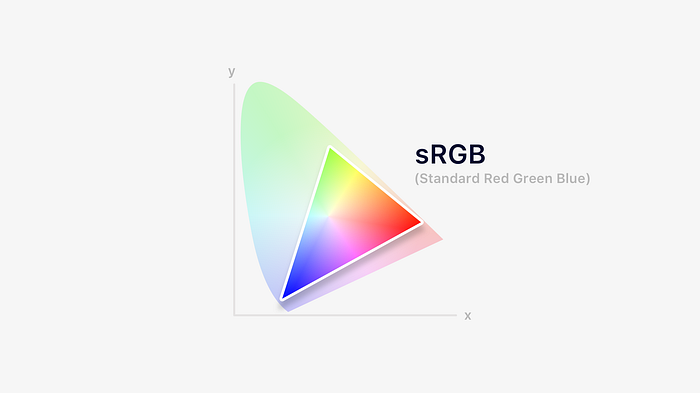 y
sRGB
(Standard Red Green Blue)
x